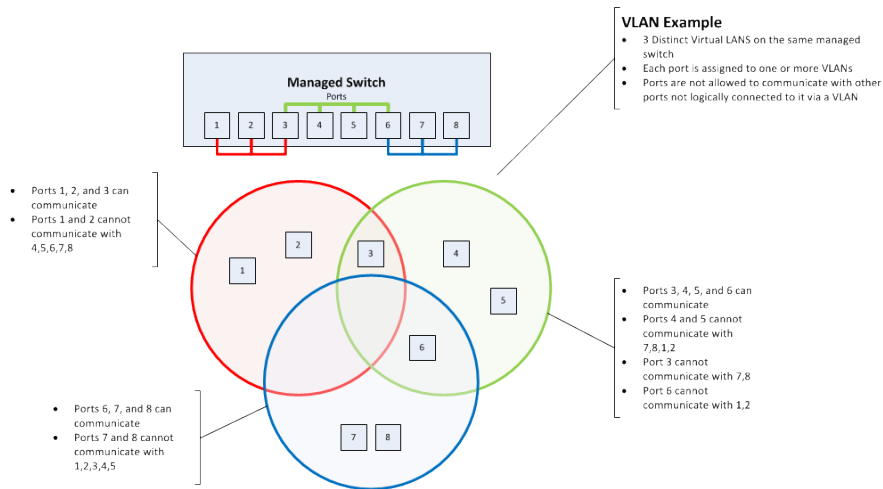 VLAN Example
• 3 Distinct Virtual LANS on the same managed
switch
• Each port is assigned to one or more VLANs
• Ports are not allowed to communicate with other
ports not logically connected to it via a VLAN
Managed Switch
Ports
1 2 3 4 5 6 7 8
• Ports 1, 2, and 3 can
communicate
• Ports 1 and 2 cannot
communicate with
4,5,6,7,8
1
2
3
4
5
6
7 8
• Ports 3, 4, 5, and 6 can
communicate
• Ports 4 and 5 cannot
communicate with
7,8,1,2
• Port 3 cannot
communicate with 7,8
• Port 6 cannot
communicate with 1,2
• Ports 6, 7, and 8 can
communicate
• Ports 7 and 8 cannot
communicate with
1,2,3,4,5